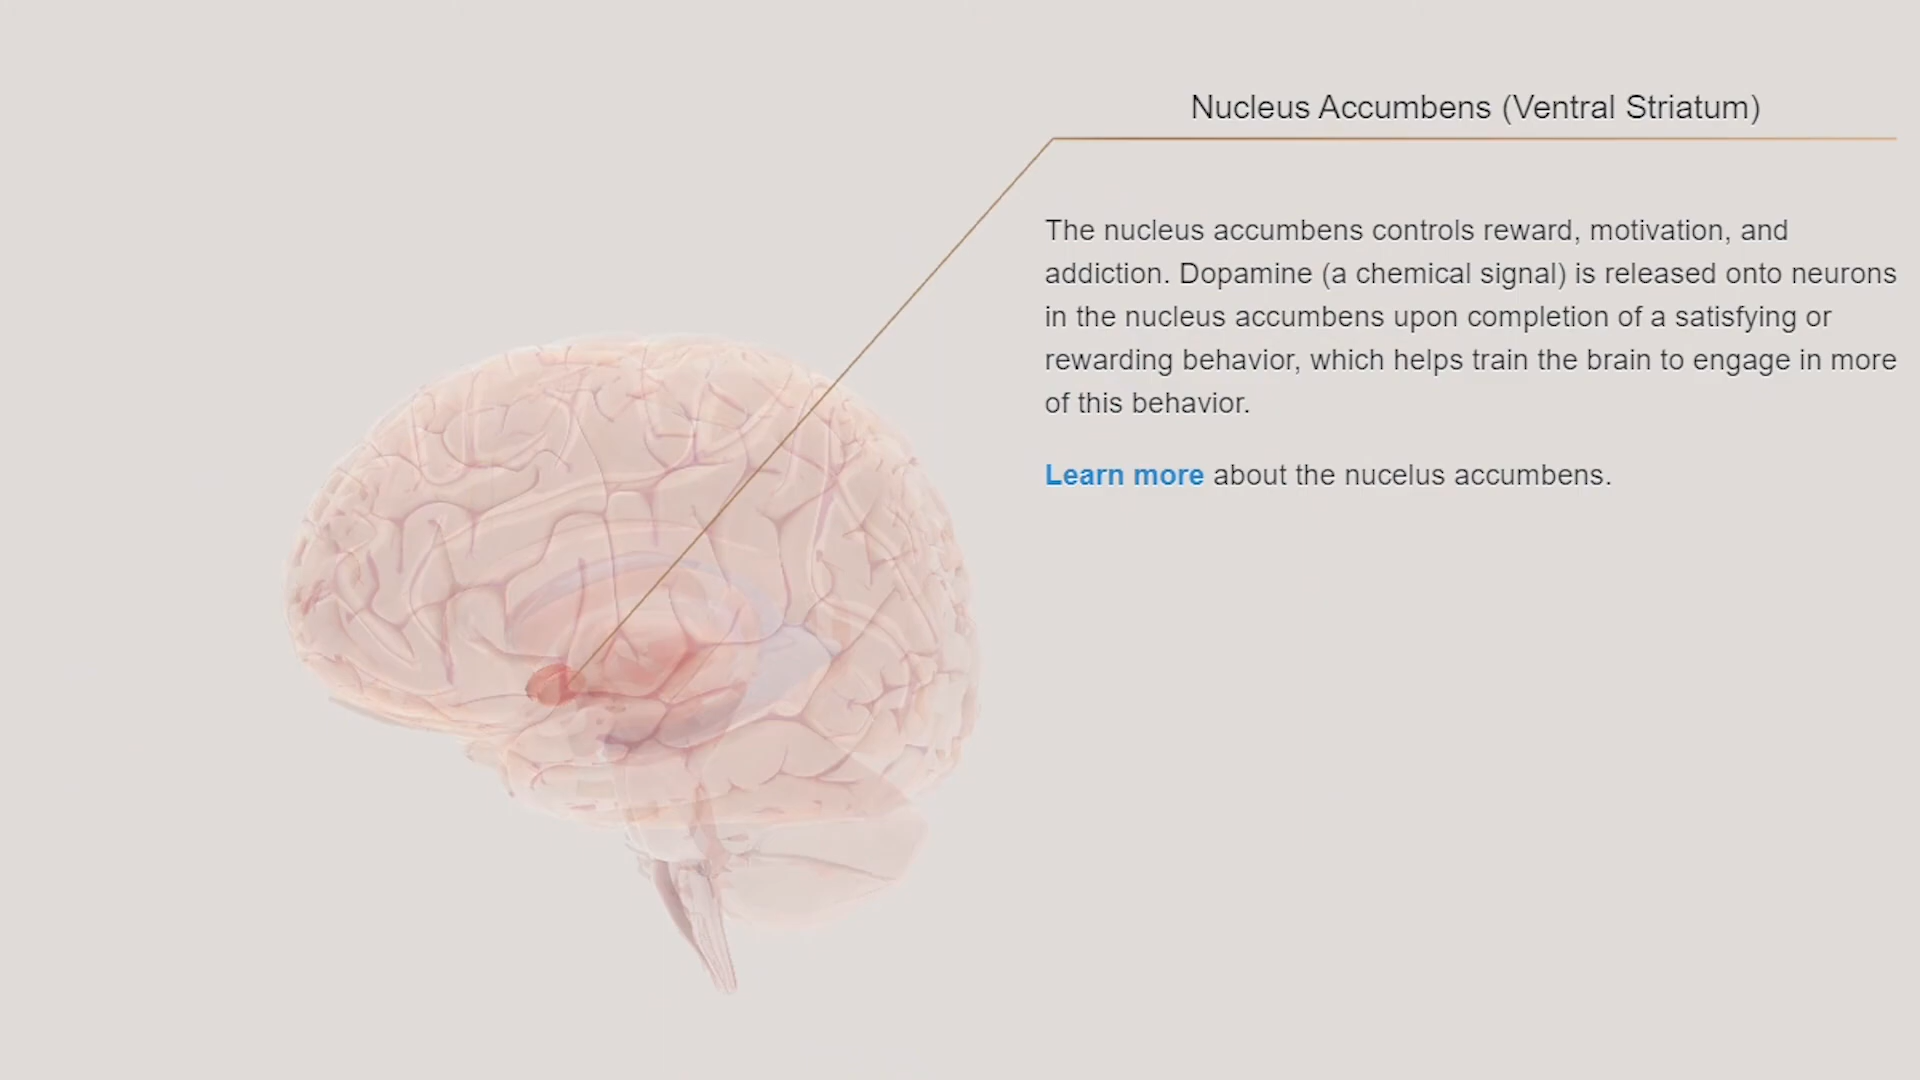 Nucleus Accumbens (Ventral Striatum)
The nucleus accumbens controls reward, motivation, and
addiction. Dopamine (a chemical signal) is released onto neurons
in the nucleus accumbens upon completion of a satisfying or
rewarding behavior, which helps train the brain to engage in more
of this behavior.
Learn more about the nucelus accumbens.